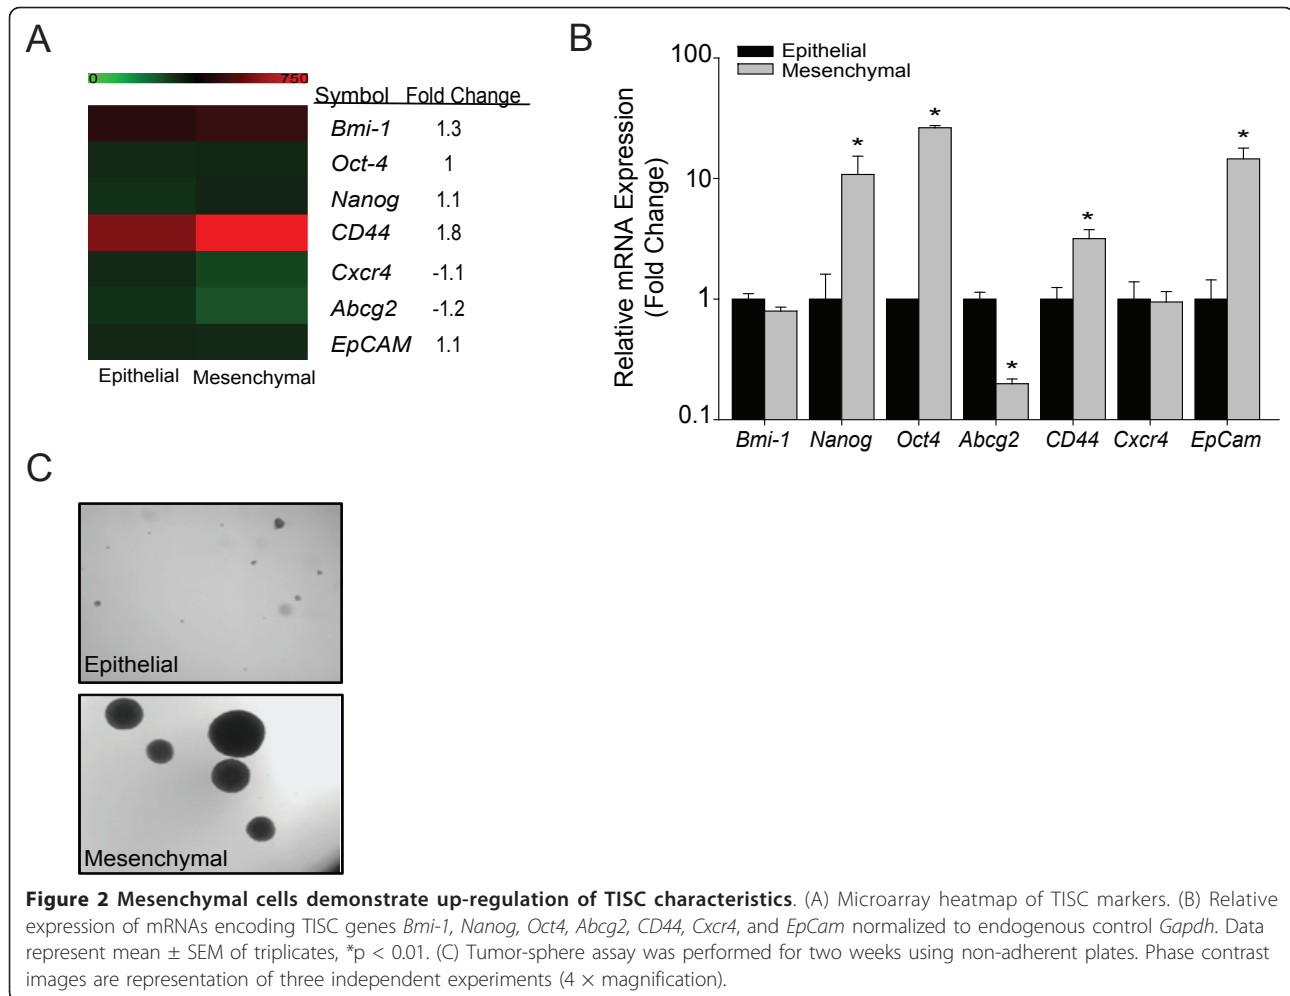 A
0 750
Symbol Fold Change
Bmi-1 1.3
Oct-4 1
Nanog 1.1
CD44 1.8
Cxcr4 -1.1
Abcg2 -1.2
EpCAM 1.1
Epithelial Mesenchymal
B
Epithelial
Mesenchymal
Relative mRNA Expression
(Fold Change)
100
10
1
0.1
* * * * *
Bmi-1 Nanog Oct4 Abcg2 CD44 Cxcr4 EpCam
C
Epithelial
Mesenchymal
Figure 2 Mesenchymal cells demonstrate up-regulation of TISC characteristics. (A) Microarray heatmap of TISC markers. (B) Relative
expression of mRNAs encoding TISC genes Bmi-1, Nanog, Oct4, Abcg2, CD44, Cxcr4, and EpCam normalized to endogenous control Gapdh. Data
represent mean ± SEM of triplicates, *p < 0.01. (C) Tumor-sphere assay was performed for two weeks using non-adherent plates. Phase contrast
images are representation of three independent experiments (4 × magnification).